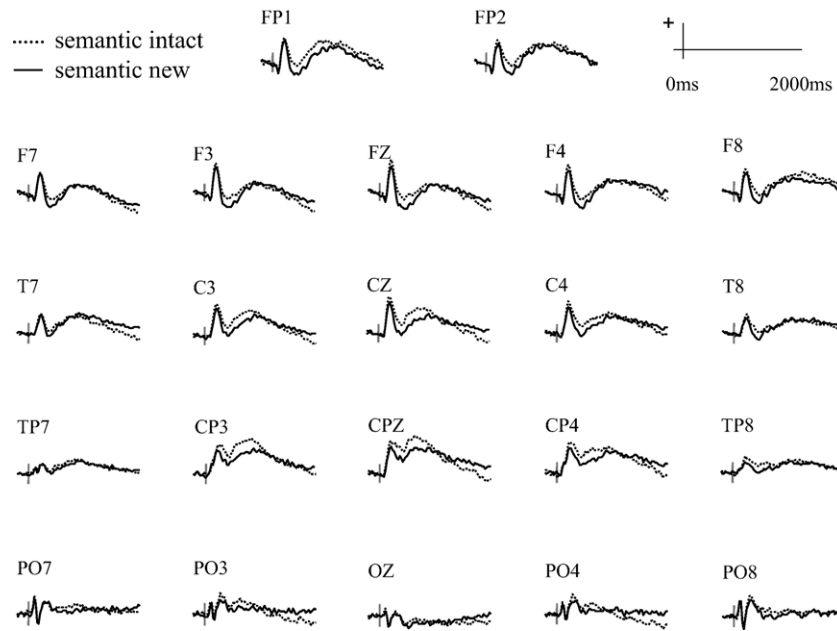 FP1 FP2
semantic intact
semantic new
+
0ms 2000ms
F7 F3 FZ F4 F8
T7 C3 CZ C4 T8
TP7 CP3 CPZ CP4 TP8
PO7 PO3 OZ PO4 PO8